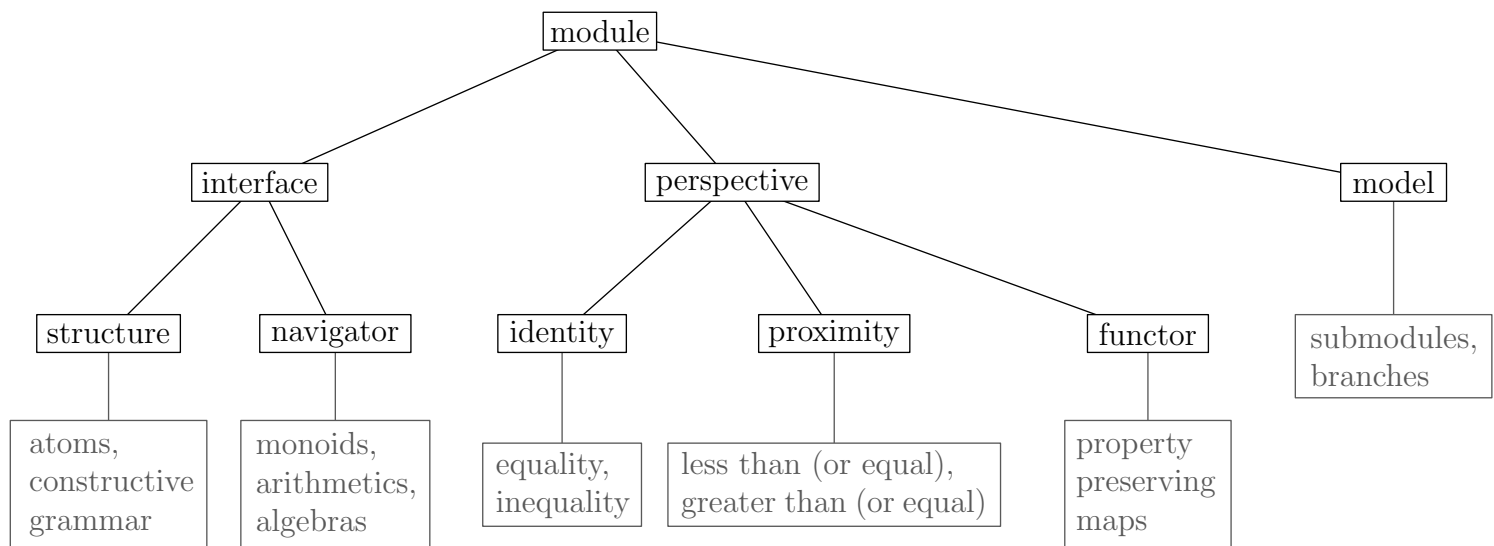 module
interface
perspective
model
structure
navigator
identity
proximity
functor
submodules,
branches
atoms,
constructive
grammar
monoids,
arithmetics,
algebras
equality,
inequality
less than (or equal),
greater than (or equal)
property
preserving
maps